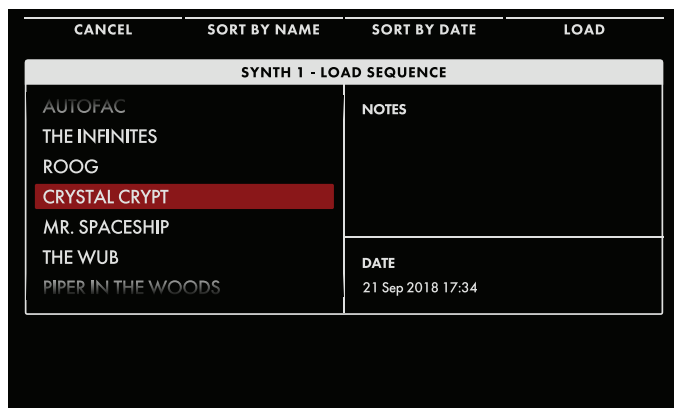 CANCEL SORT BY NAME SORT BY DATE LOAD
SYNTH 1 - LOAD SEQUENCE
AUTOFAC
THE INFINITES
ROOG
CRYSTAL CRYPT
MR. SPACESHIP
THE WUB
PIPER IN THE WOODS
NOTES
DATE
21 Sep 2018 17:34